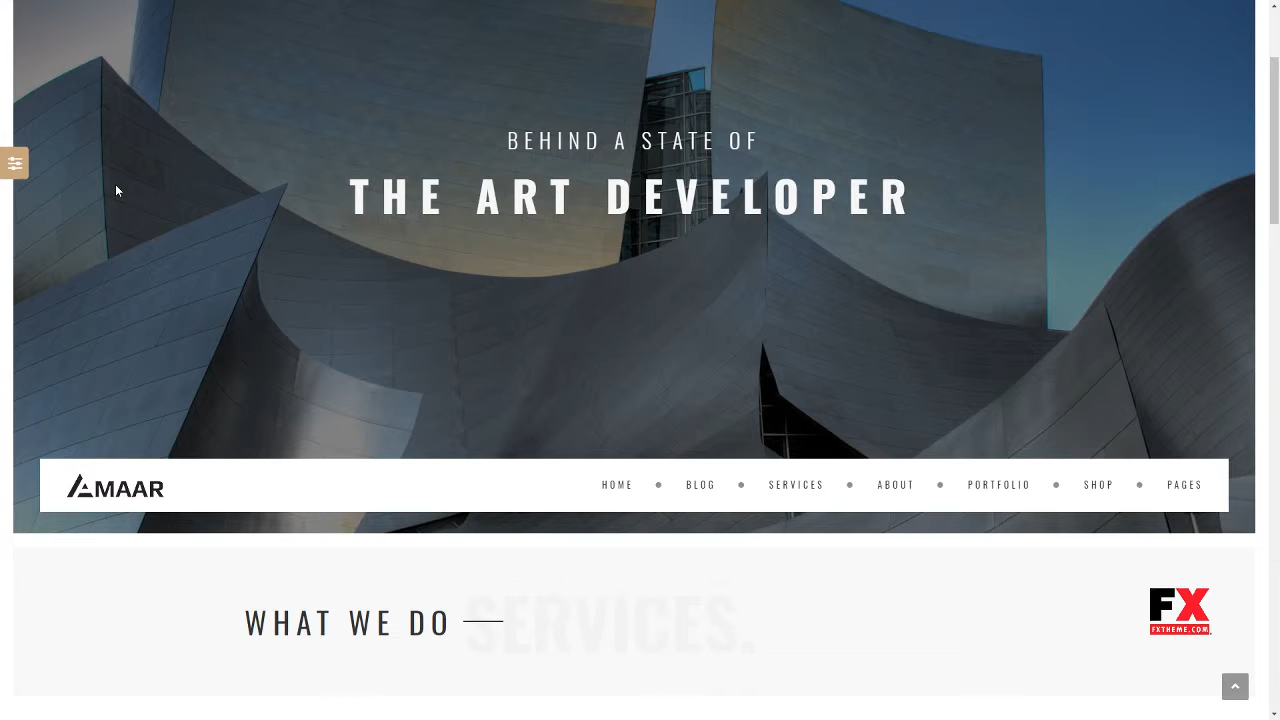 BEHIND A STATE OF
THE ART DEVELOPER
AMAAR
HOME BLOG SERVICES ABOUT PORTFOLIO SHOP PAGES
WHAT WE DO
SERVICES.
FX
FXTHEME.COM